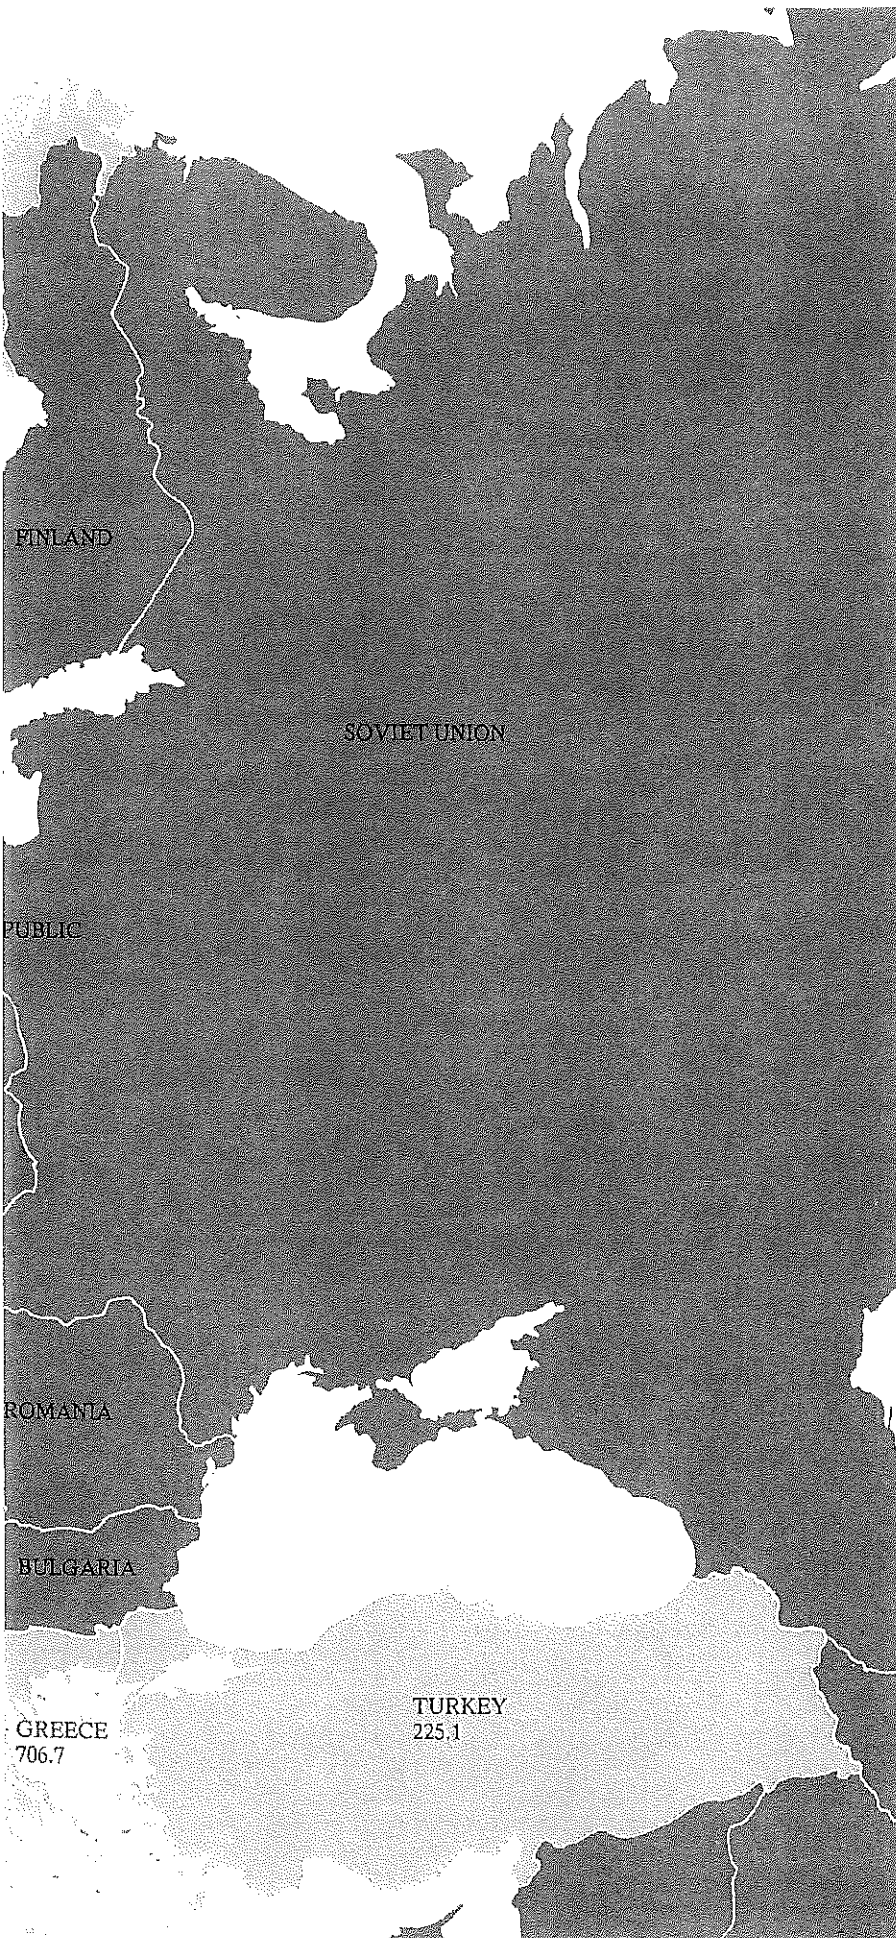 FINLAND
SOVIET UNION
PUBLIC
ROMANIA
BULGARIA
TURKEY
225.1
GREECE
706.7